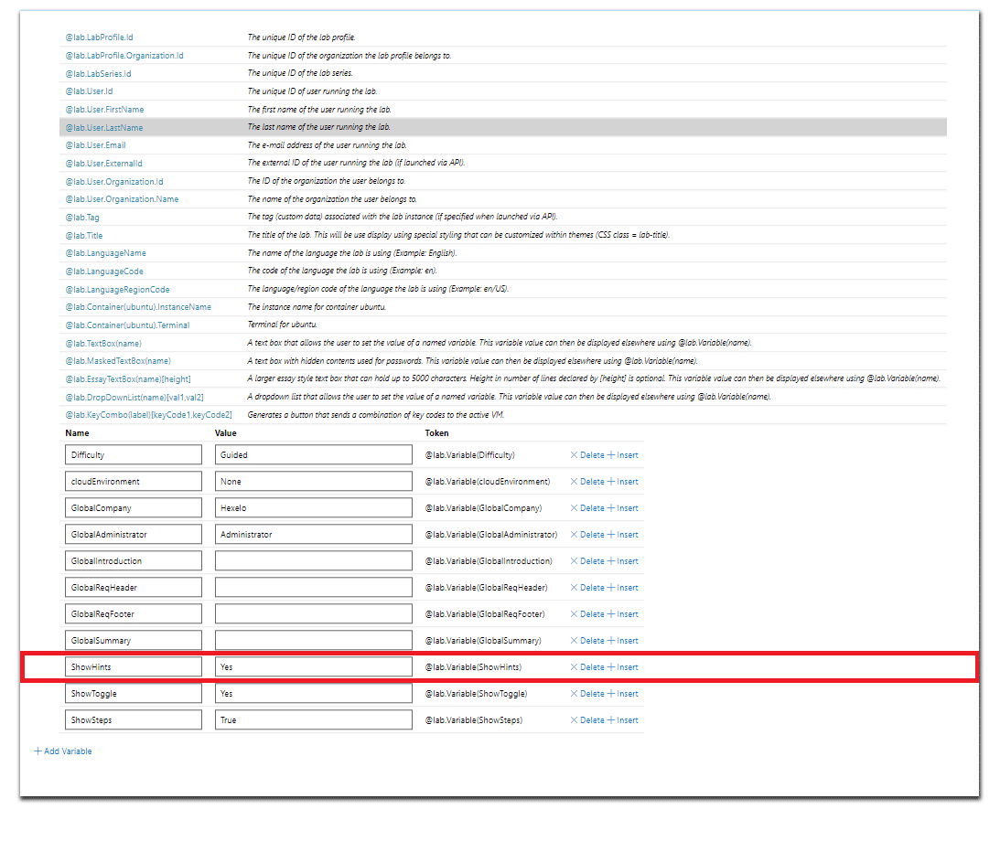 @lab.LabProfile.Id The unique ID of the lab profile.
@lab.LabProfile.Organization.Id The unique ID of the organization the lab profile belongs to.
@lab.LabSeries.Id The unique ID of the lab series.
@lab.User.Id The unique ID of user running the lab.
@lab.User.FirstName The first name of the user running the lab.
@lab.User.LastName The last name of the user running the lab.
@lab.User.Email The e-mail address of the user running the lab.
@lab.User.ExternalId The external ID of the user running the lab (if launched via API).
@lab.User.Organization.Id The ID of the organization the user belongs to.
@lab.User.Organization.Name The name of the organization the user belongs to.
@lab.Tag The tag (custom data) associated with the lab instance (if specified when launched via API).
@lab.Title The title of the lab. This will be use display using special styling that can be customized within themes (CSS class = lab-title).
@lab.LanguageName The name of the language the lab is using (Example: English).
@lab.LanguageCode The code of the language the lab is using (Example: en).
@lab.LanguageRegionCode The language/region code of the language the lab is using (Example: en/US).
@lab.Container(ubuntu).InstanceName The instance name for container ubuntu.
@lab.Container(ubuntu).Terminal Terminal for ubuntu.
@lab.TextBox(name) A text box that allows the user to set the value of a named variable. This variable value can then be displayed elsewhere using @lab.Variable(name).
@lab.MaskedTextBox(name) A text box with hidden contents used for passwords. This variable value can then be displayed elsewhere using @lab.Variable(name).
@lab.EssayTextBox(name)[height] A larger essay style text box that can hold up to 5000 characters. Height in number of lines declared by [height] is optional. This variable value can then be displayed elsewhere using @lab.Variable(name).
@lab.DropDownList(name)[val1,val2] A dropdown list that allows the user to set the value of a named variable. This variable value can then be displayed elsewhere using @lab.Variable(name).
@lab.KeyCombo(label)[keyCode1,keyCode2] Generates a button that sends a combination of key codes to the active VM.
Name Value Token
Difficulty Guided @lab.Variable(Difficulty) Delete Insert
cloudEnvironment None @lab.Variable(cloudEnvironment) Delete Insert
GlobalCompany Hexelo @lab.Variable(GlobalCompany) Delete Insert
GlobalAdministrator Administrator @lab.Variable(GlobalAdministrator) Delete Insert
GlobalIntroduction @lab.Variable(GlobalIntroduction) Delete Insert
GlobalReqHeader @lab.Variable(GlobalReqHeader) Delete Insert
GlobalReqFooter @lab.Variable(GlobalReqFooter) Delete Insert
GlobalSummary @lab.Variable(GlobalSummary) Delete Insert
ShowHints Yes @lab.Variable(ShowHints) Delete Insert
ShowToggle Yes @lab.Variable(ShowToggle) Delete Insert
ShowSteps True @lab.Variable(ShowSteps) Delete Insert
Add Variable